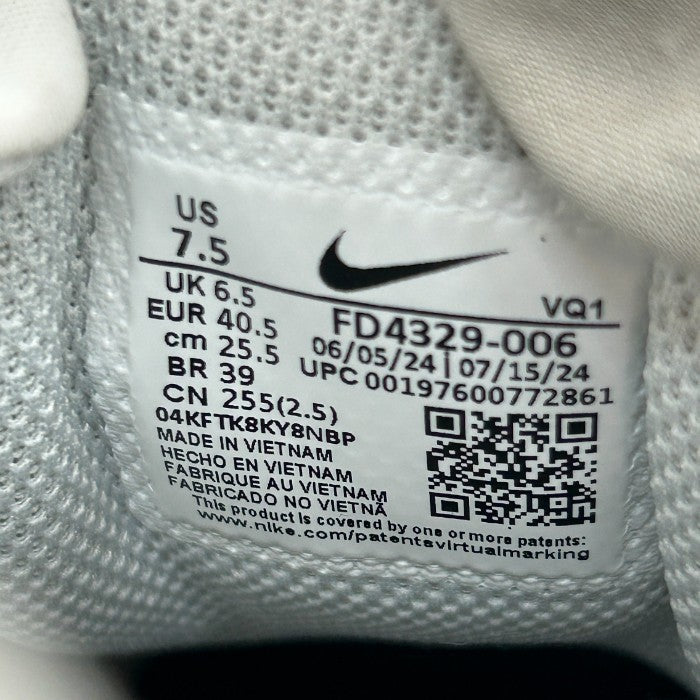 US
7.5
UK 6.5
EUR 40.5
cm 25.5
BR 39
CN 255(2.5)
04KFTK8KY8NBP
MADE IN VIETNAM
HECHO EN VIETNAM
FABRIQUE AU VIETNAM
FABRICADO NO VIETNÃ
VQ1
FD4329-006
06/05/24 | 07/15/24
UPC 001976007728​61
This product is covered by one or more patents:
www.nike.com/patentsvirtualmarking